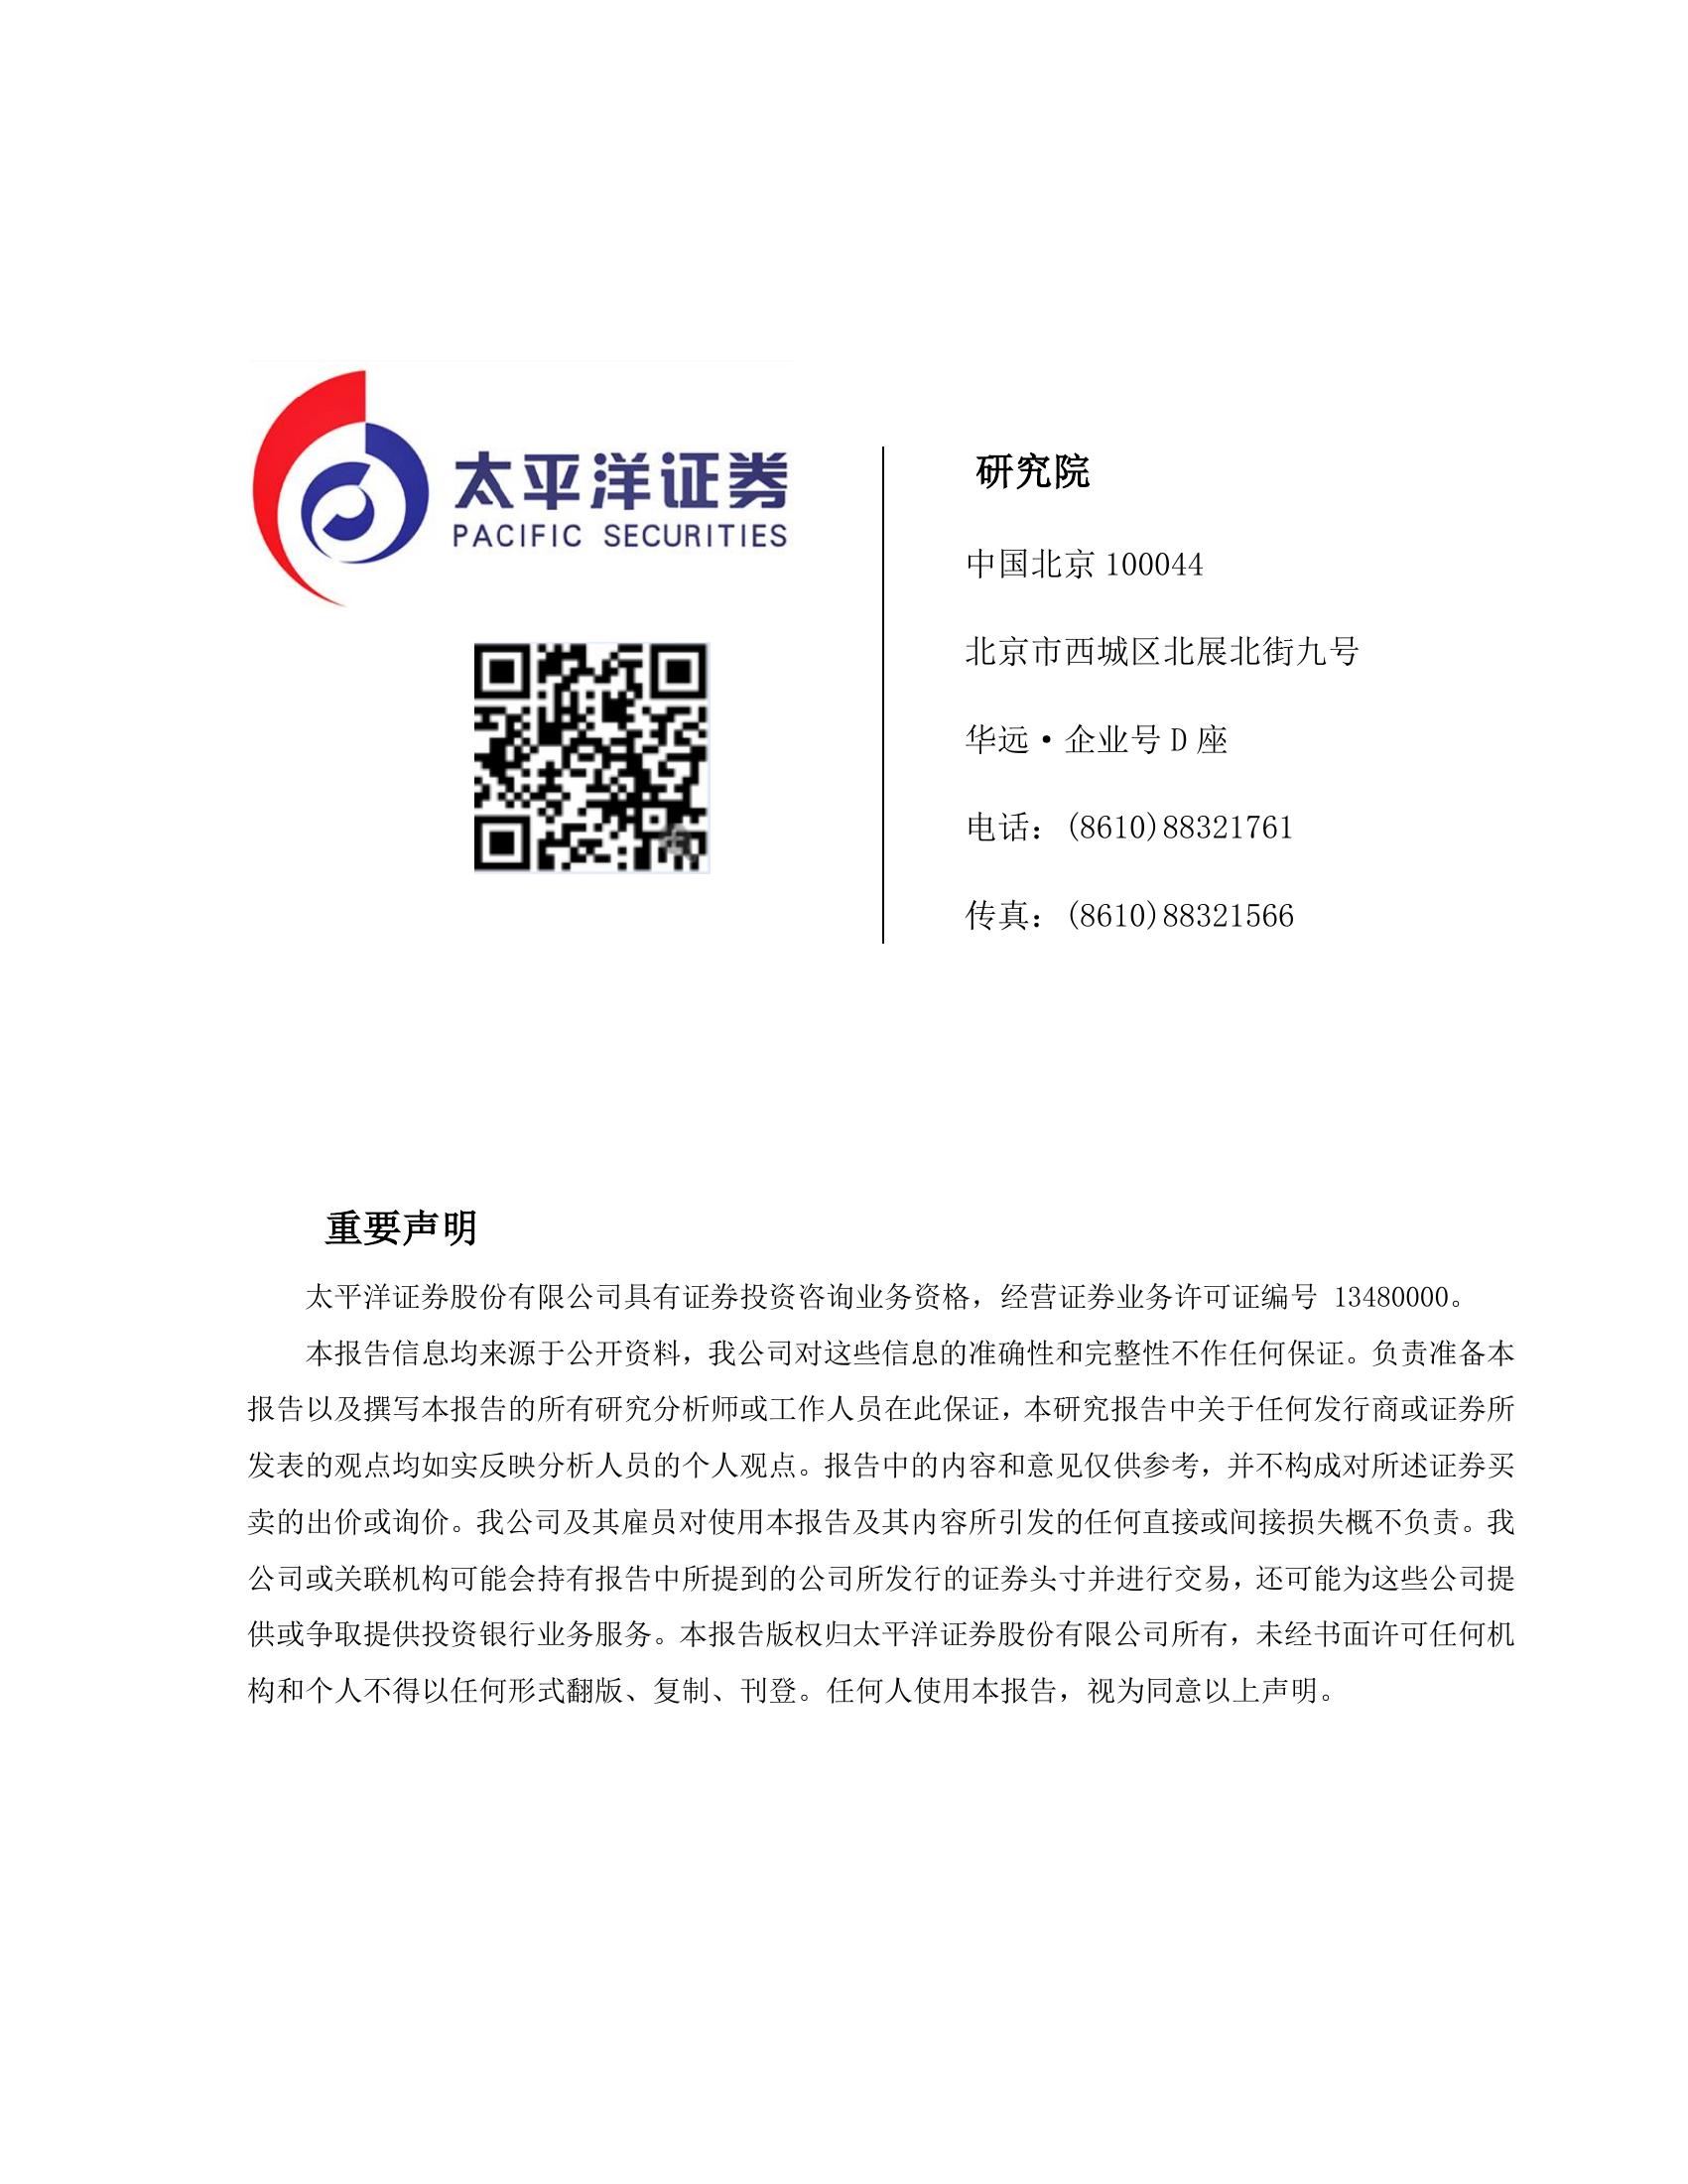 太平洋证券
PACIFIC SECURITIES
研究院
中国北京 100044
北京市西城区北展北街九号
华远·企业号 D 座
电话：(8610)88321761
传真：(8610)88321566
重要声明
太平洋证券股份有限公司具有证券投资咨询业务资格，经营证券业务许可证编号 13480000。
本报告信息均来源于公开资料，我公司对这些信息的准确性和完整性不作任何保证。负责准备本
报告以及撰写本报告的所有研究分析师或工作人员在此保证，本研究报告中关于任何发行商或证券所
发表的观点均如实反映分析人员的个人观点。报告中的内容和意见仅供参考，并不构成对所述证券买
卖的出价或询价。我公司及其雇员对使用本报告及其内容所引发的任何直接或间接损失概不负责。我
公司或关联机构可能会持有报告中所提到的公司所发行的证券头寸并进行交易，还可能为这些公司提
供或争取提供投资银行业务服务。本报告版权归太平洋证券股份有限公司所有，未经书面许可任何机
构和个人不得以任何形式翻版、复制、刊登。任何人使用本报告，视为同意以上声明。